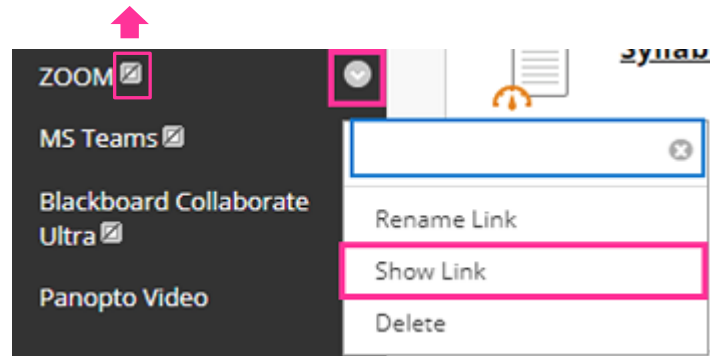 ZOOM
MS Teams
Blackboard Collaborate
Ultra
Panopto Video
Rename Link
Show Link
Delete